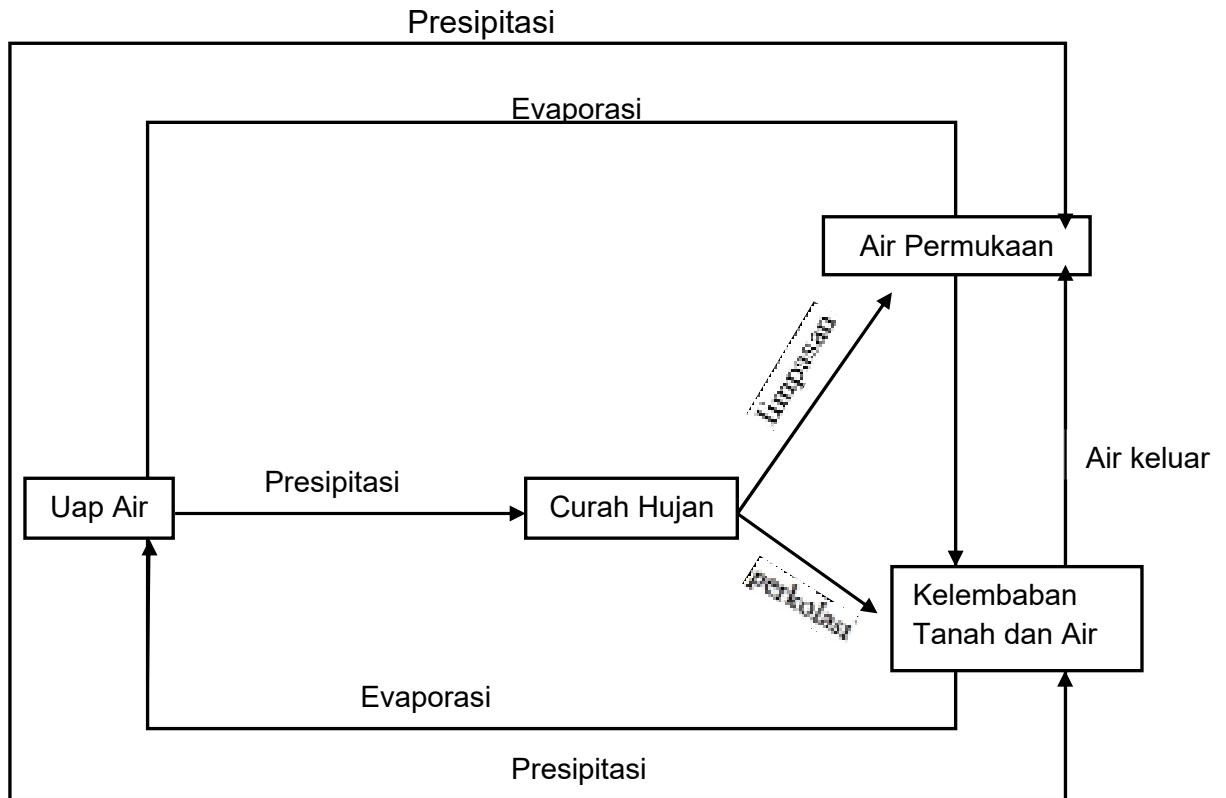 Presipitasi
Evaporasi
Air Permukaan
limpasan
Air keluar
Presipitasi
Uap Air
Curah Hujan
perkolasi
Kelembaban
Tanah dan Air
Evaporasi
Presipitasi